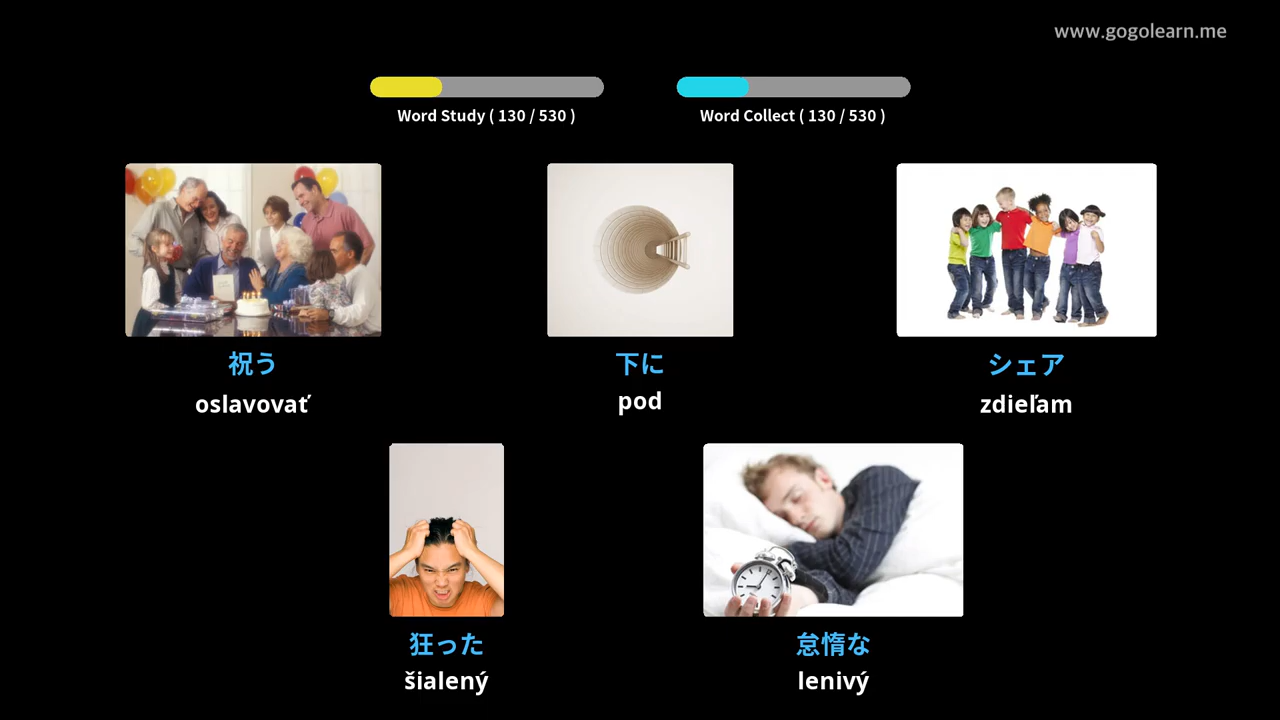 www.gogolearn.me
Word Study ( 130 / 530 )
Word Collect ( 130 / 530 )
祝う
oslavovať
下に
pod
シェア
zdieľam
狂った
šialený
怠惰な
lenivý